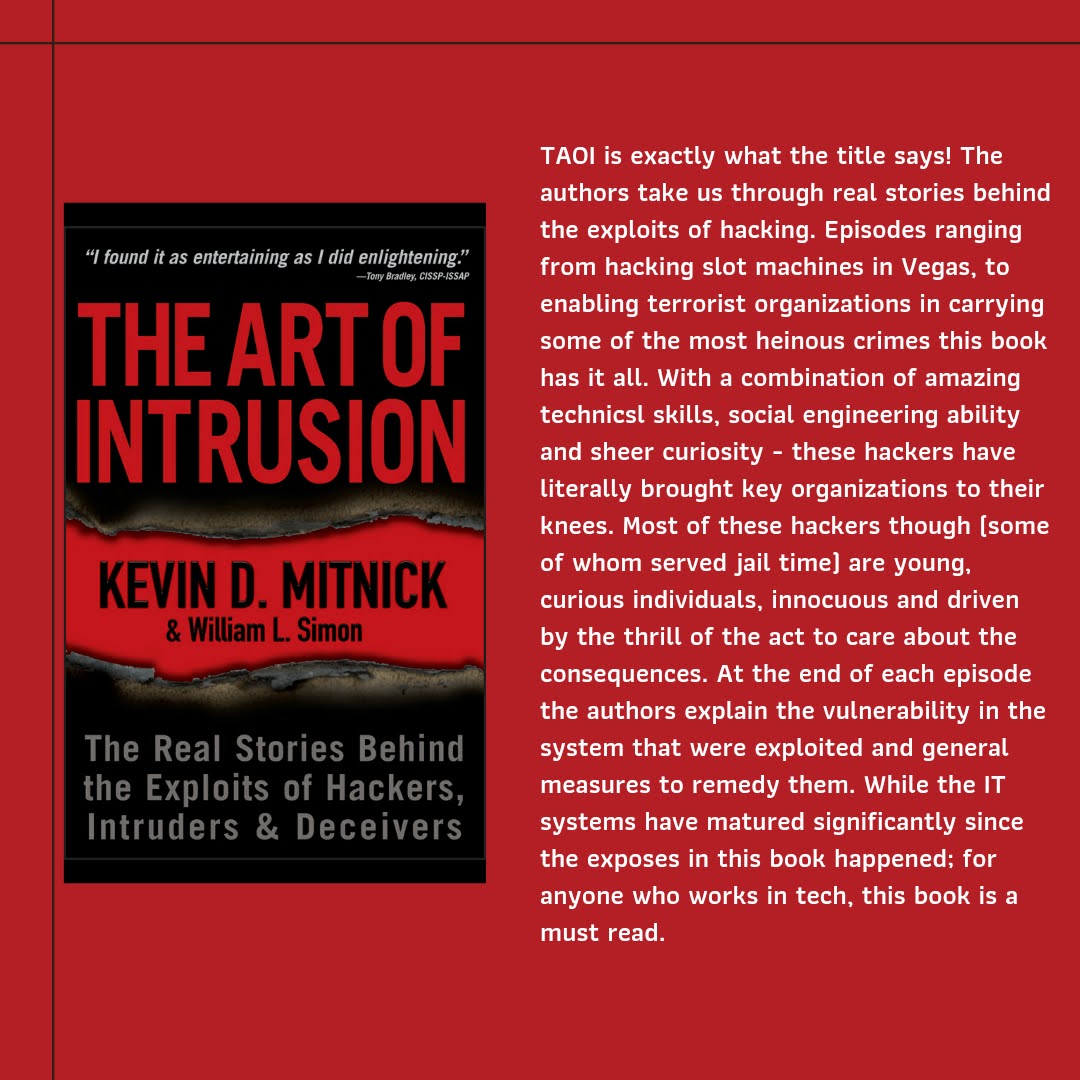 “I found it as entertaining as I did enlightening.”
—Tony Bradley, CISSP-ISSAP
THE ART OF
INTRUSION
KEVIN D. MITNICK
& William L. Simon
The Real Stories Behind
the Exploits of Hackers,
Intruders & Deceivers
TAOI is exactly what the title says! The
authors take us through real stories behind
the exploits of hacking. Episodes ranging
from hacking slot machines in Vegas, to
enabling terrorist organizations in carrying
some of the most heinous crimes this book
has it all. With a combination of amazing
technicsl skills, social engineering ability
and sheer curiosity - these hackers have
literally brought key organizations to their
knees. Most of these hackers though (some
of whom served jail time) are young,
curious individuals, innocuous and driven
by the thrill of the act to care about the
consequences. At the end of each episode
the authors explain the vulnerability in the
system that were exploited and general
measures to remedy them. While the IT
systems have matured significantly since
the exposes in this book happened; for
anyone who works in tech, this book is a
must read.